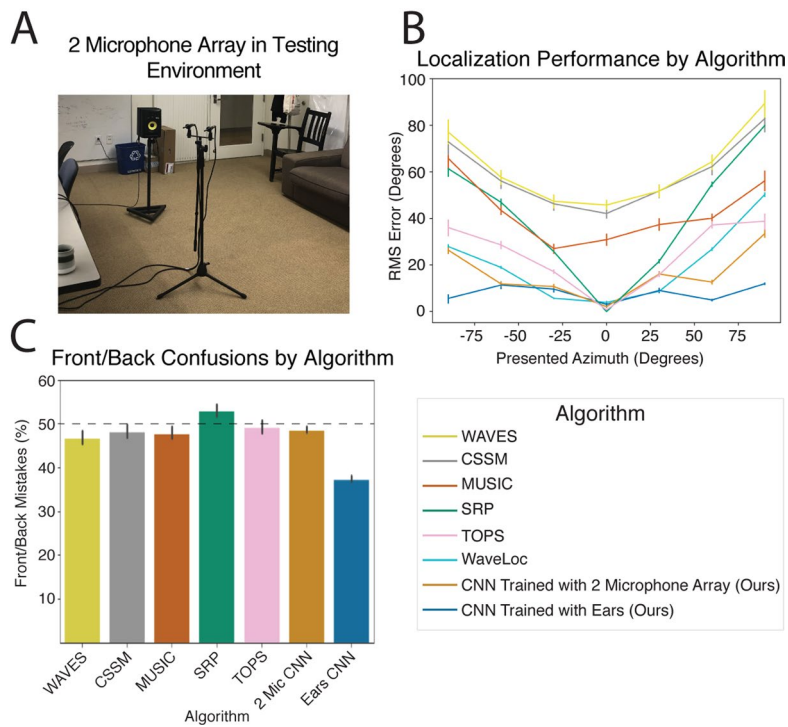 A
2 Microphone Array in Testing
Environment
B
Localization Performance by Algorithm
100
80
60
40
20
0
RMS Error (Degrees)
-75
-50
-25
0
25
50
75
Presented Azimuth (Degrees)
C
Front/Back Confusions by Algorithm
60
50
40
30
20
10
Front/Back Mistakes (%)
WAVES
CSSM
MUSIC
SRP
TOPS
2 Mic CNN
Ears CNN
Algorithm
Algorithm
WAVES
CSSM
MUSIC
SRP
TOPS
WaveLoc
CNN Trained with 2 Microphone Array (Ours)
CNN Trained with Ears (Ours)